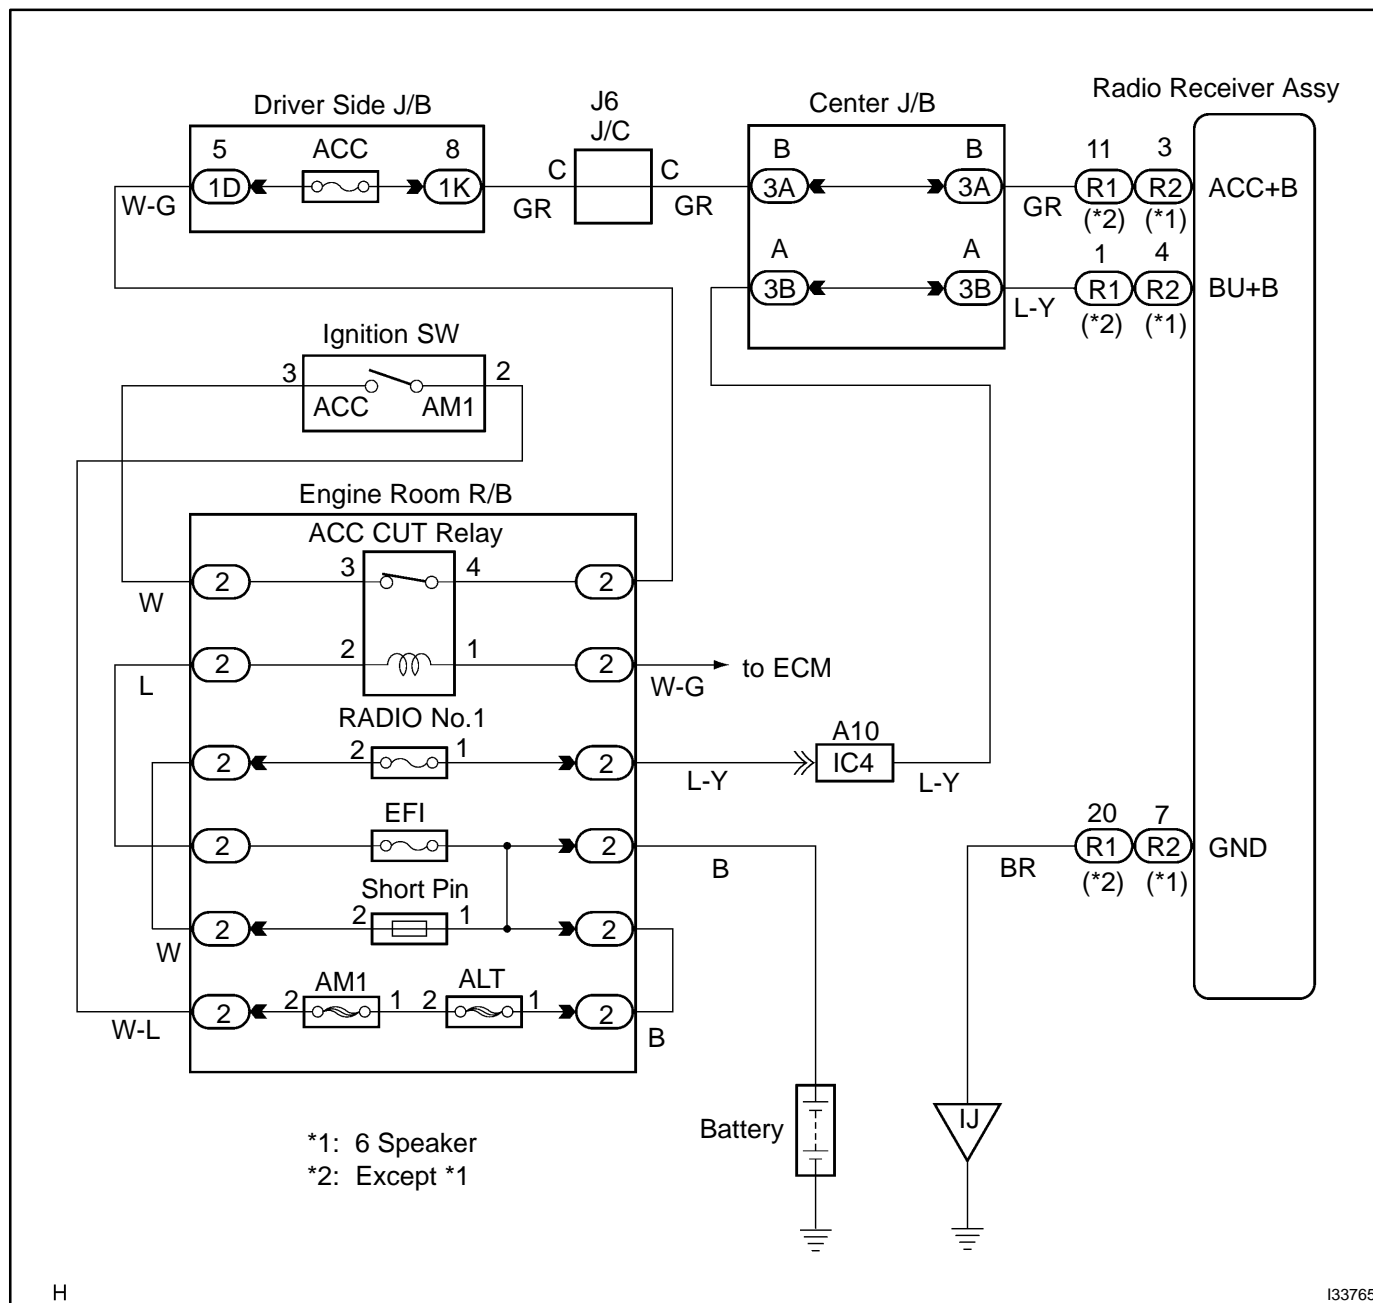 Driver Side J/B
J6
J/C
Center J/B
Radio Receiver Assy
5 ACC 8
1D 1K
W-G
C C
GR GR
B B
3A 3A
GR
11 3
R1 R2
(*2) (*1)
ACC+B
A A
3B 3B
L-Y
1 4
R1 R2
(*2) (*1)
BU+B
Ignition SW
3 2
ACC AM1
Engine Room R/B
ACC CUT Relay
2 3 4 2
W
2 2 1 2
L
W-G
to ECM
RADIO No.1
2 2 1 2
L-Y
A10
IC4
L-Y
EFI
2 2
B
Short Pin
2 2 1 2
W
AM1 ALT
2 2 1 2 1 2
W-L
B
20 7
R1 R2
(*2) (*1)
BR
GND
Battery
IJ
*1: 6 Speaker
*2: Except *1
H
I33765